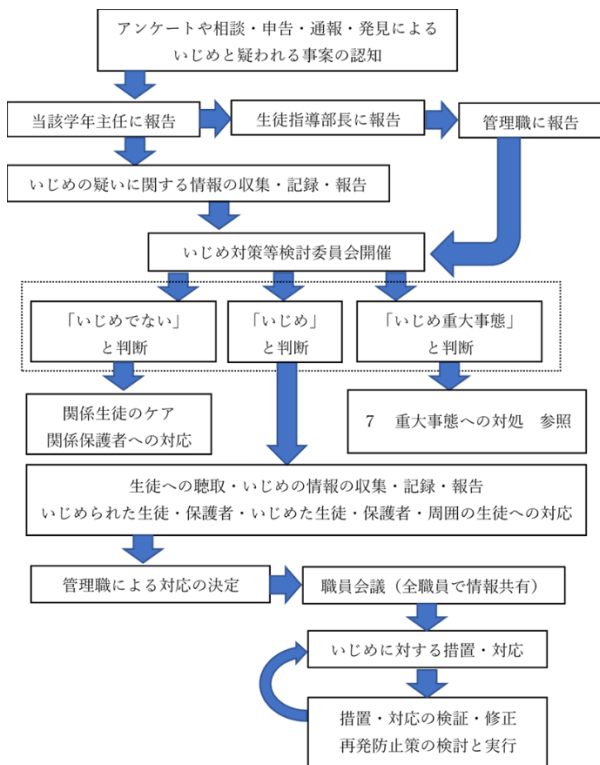 アンケートや相談・申告・通報・発見による
いじめと疑われる事案の認知
当該学年主任に報告
生徒指導部長に報告
管理職に報告
いじめの疑いに関する情報の収集・記録・報告
いじめ対策等検討委員会開催
「いじめでない」
と判断
「いじめ」
と判断
「いじめ重大事態」
と判断
関係生徒のケア
関係保護者への対応
7　重大事態への対処　参照
生徒への聴取・いじめの情報の収集・記録・報告
いじめられた生徒・保護者・いじめた生徒・保護者・周囲の生徒への対応
管理職による対応の決定
職員会議（全職員で情報共有）
いじめに対する措置・対応
措置・対応の検証・修正
再発防止策の検討と実行